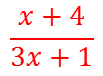 x + 4
3x + 1